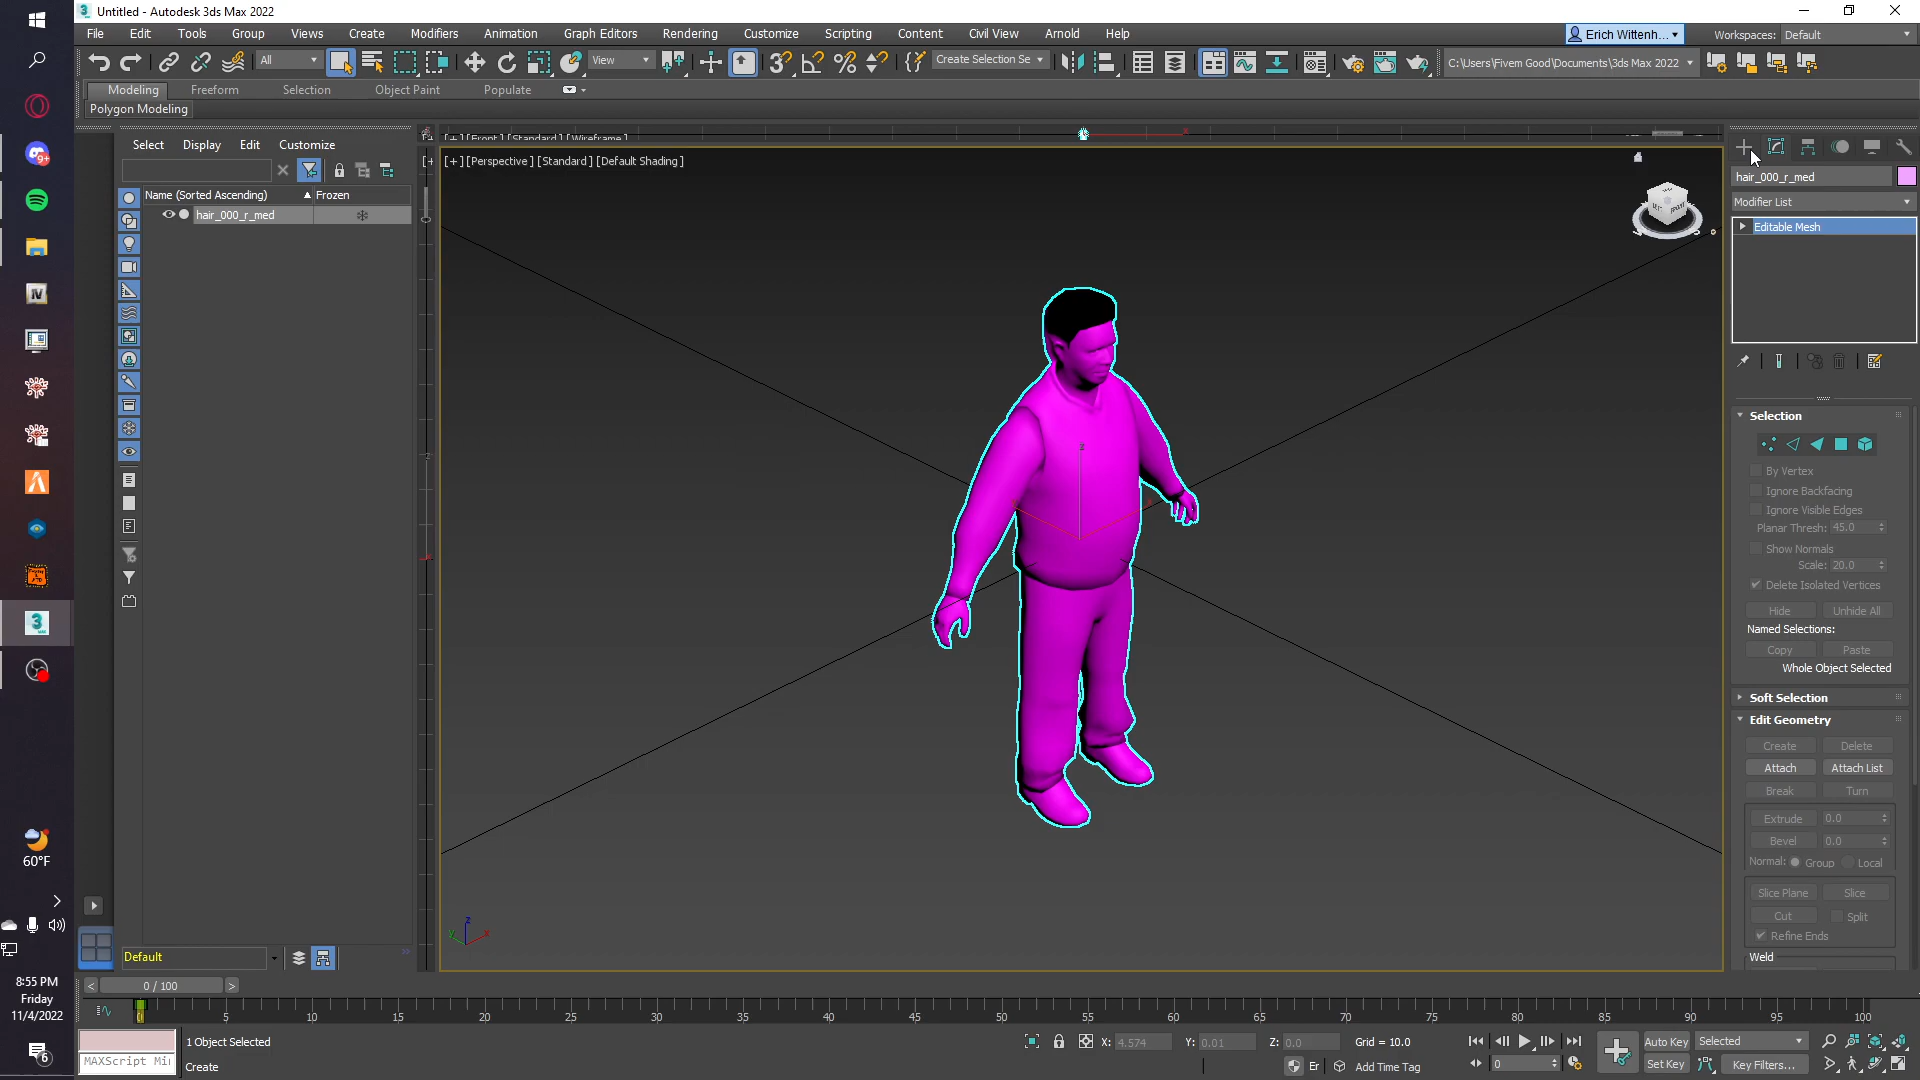 Untitled - Autodesk 3ds Max 2022
File Edit Tools Group Views Create Modifiers Animation Graph Editors Rendering Customize Scripting Content Civil View Arnold Help
Erich Wittenh...
Workspaces: Default
All
View
Create Selection Se
C:\Users\Fivem Good\Documents\3ds Max 2022
Modeling Freeform Selection Object Paint Populate
Polygon Modeling
Select Display Edit Customize
Name (Sorted Ascending) Frozen
hair_000_r_med
[+] [Front] [Standard] [Wireframe]
[+] [Perspective] [Standard] [Default Shading]
hair_000_r_med
Modifier List
Editable Mesh
Selection
By Vertex
Ignore Backfacing
Ignore Visible Edges
Planar Thresh: 45.0
Show Normals
Scale: 20.0
Delete Isolated Vertices
Hide Unhide All
Named Selections:
Copy Paste
Whole Object Selected
Soft Selection
Edit Geometry
Create Delete
Attach Attach List
Break Turn
Extrude 0.0
Bevel 0.0
Normal: Group Local
Slice Plane Slice
Cut Split
Refine Ends
Weld
9+
60°F
8:55 PM
Friday
11/4/2022
6
Default
< 0 / 100 >
0 5 10 15 20 25 30 35 40 45 50 55 60 65 70 75 80 85 90 95 100
MAXScript Mi
1 Object Selected
Create
X: 4.574 Y: 0.01 Z: 0.0 Grid = 10.0
Er
Add Time Tag
0
Auto Key Selected
Set Key Key Filters...